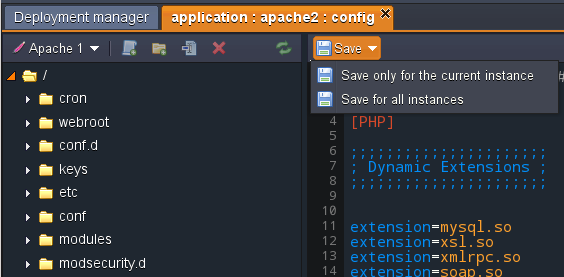 Deployment manager
application : apache2 : config
Apache 1
Save
Save only for the current instance
Save for all instances
/
cron
webroot
conf.d
keys
etc
conf
modules
modsecurity.d
#
4 [PHP]
5
6 ;;;;;;;;;;;;;;;;;;;;;;
7 ; Dynamic Extensions ;
8 ;;;;;;;;;;;;;;;;;;;;;;
9
10
11 extension=mysql.so
12 extension=xsl.so
13 extension=xmlrpc.so
14 extension=soap.so